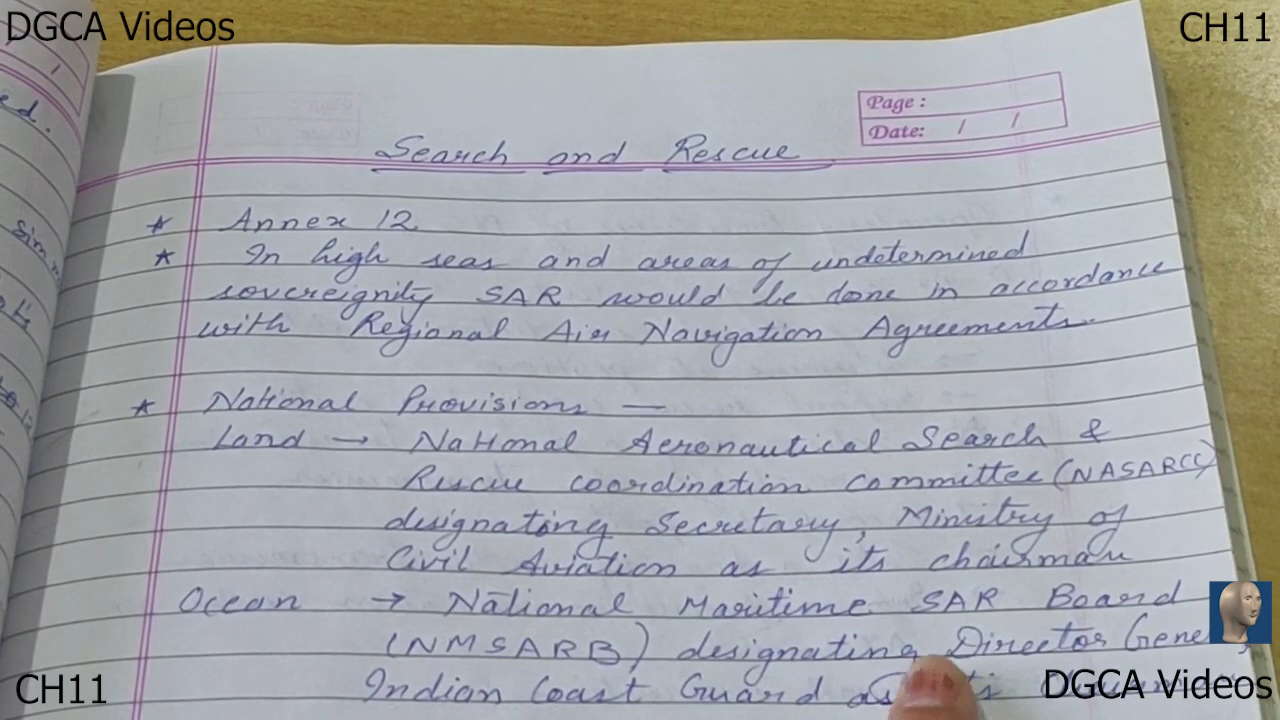 DGCA Videos
CH11
ed.
Page :
Date: / /
Search and Rescue
* Annex 12
* In high seas and areas of undetermined
sovereignity SAR would be done in accordance
with Regional Air Navigation Agreements.
* National Provisions —
Land → National Aeronautical Search &
Rescue coordination committee (NASARCC)
designating Secretary, Ministry of
Civil Aviation as its chairman
Ocean → National Maritime SAR Board
(NMSARB) designating Director Gene
Indian Coast Guard as
CH11
DGCA Videos